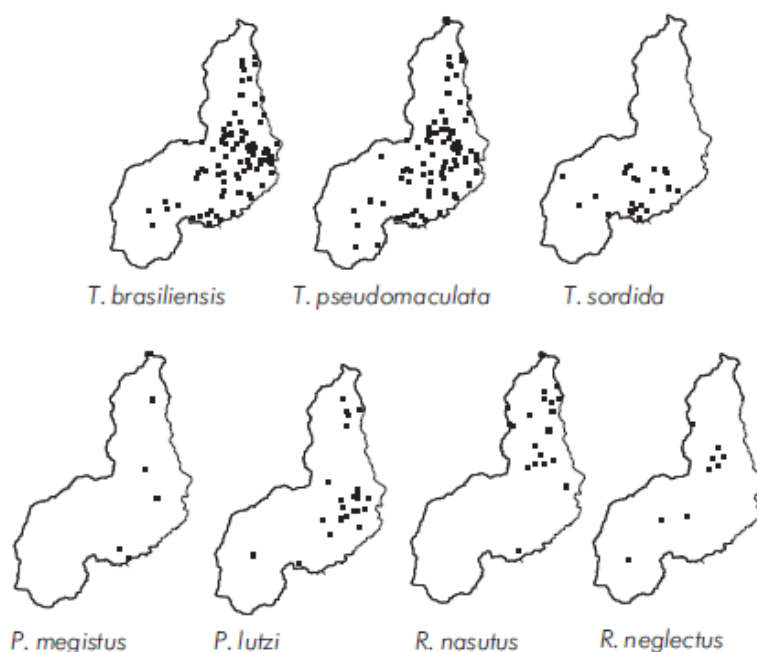 T. brasiliensis T. pseudomaculata T. sordida
P. megistus P. lutzi R. nasutus R. neglectus